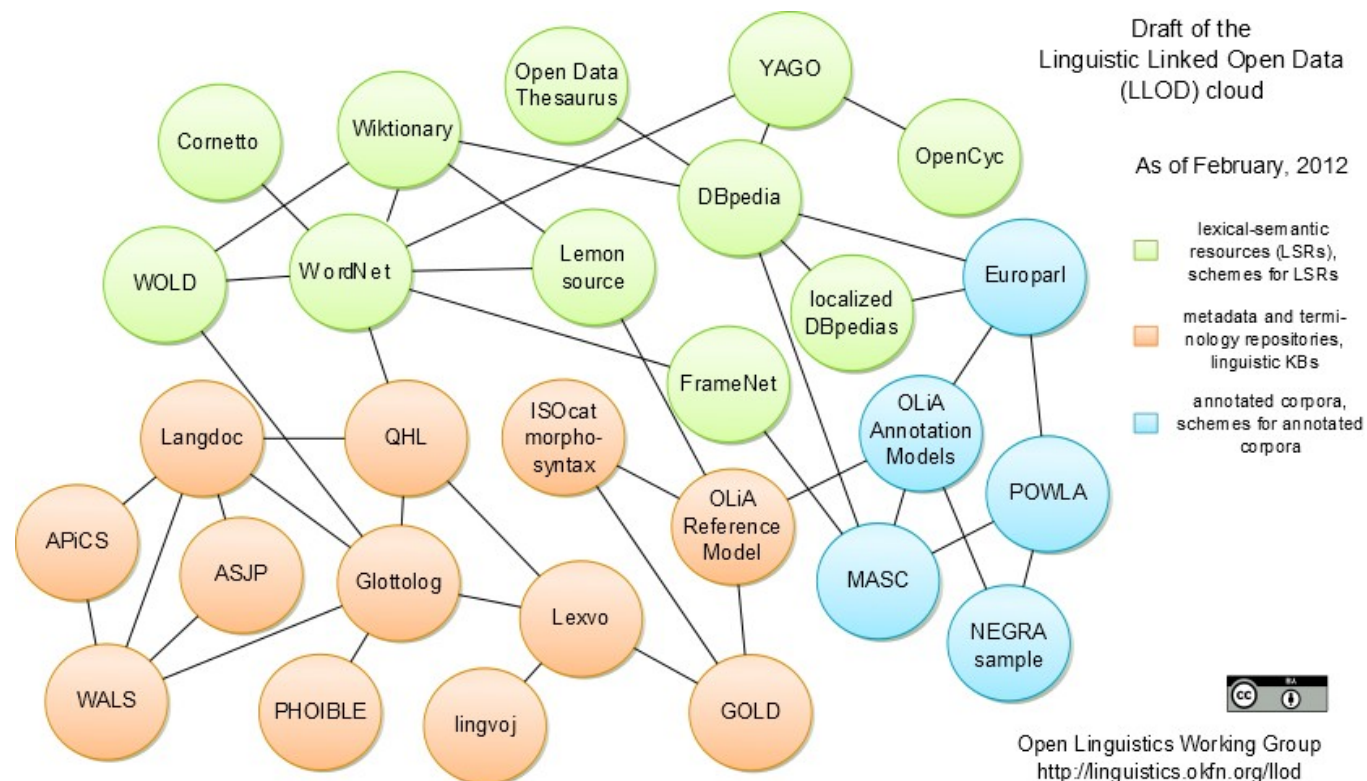 Draft of the
Linguistic Linked Open Data
(LLOD) cloud
As of February, 2012
lexical-semantic
resources (LSRs),
schemes for LSRs
metadata and termi-
nology repositories,
linguistic KBs
annotated corpora,
schemes for annotated
corpora
Open Data
Thesaurus
YAGO
Cornetto
Wiktionary
OpenCyc
DBpedia
WOLD
WordNet
Lemon
source
Europarl
localized
DBpedias
FrameNet
Langdoc
QHL
ISOcat
morpho-
syntax
OLiA
Annotation
Models
POWLA
OLiA
Reference
Model
APiCS
ASJP
Glottolog
Lexvo
MASC
NEGRA
sample
WALS
PHOIBLE
lingvoj
GOLD
cc
BA
Open Linguistics Working Group
http://linguistics.okfn.org/llod